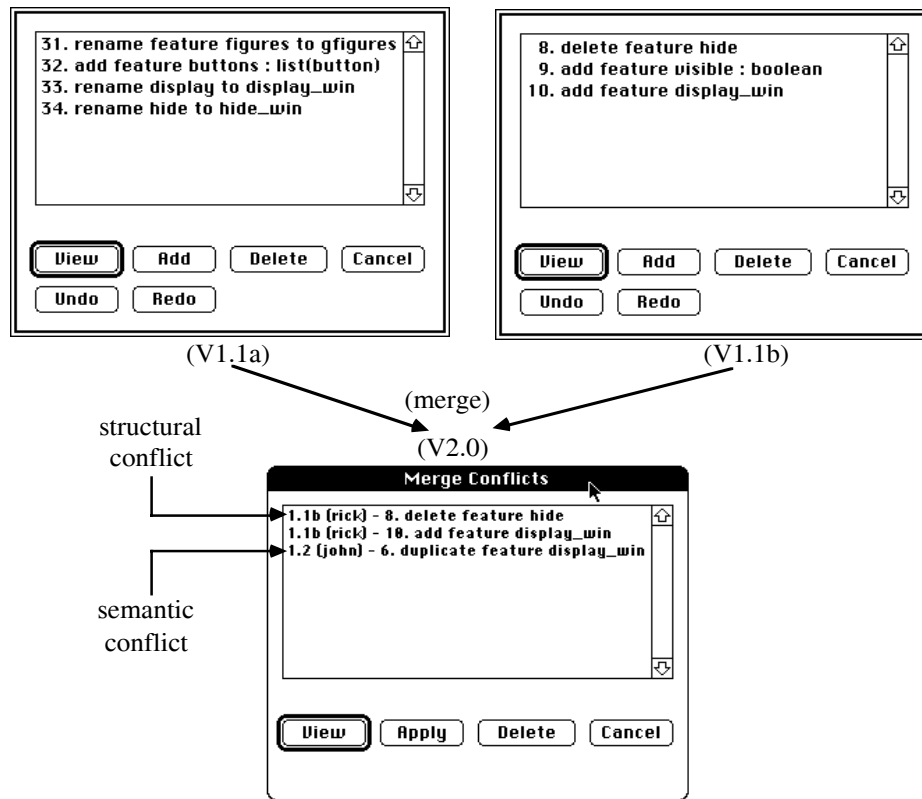 31. rename feature figures to gfigures
32. add feature buttons : list(button)
33. rename display to display_win
34. rename hide to hide_win
View Add Delete Cancel
Undo Redo
(V1.1a)
8. delete feature hide
9. add feature visible : boolean
10. add feature display_win
View Add Delete Cancel
Undo Redo
(V1.1b)
(merge)
(V2.0)
structural
conflict
semantic
conflict
Merge Conflicts
1.1b (rick) - 8. delete feature hide
1.1b (rick) - 10. add feature display_win
1.2 (john) - 6. duplicate feature display_win
View Apply Delete Cancel